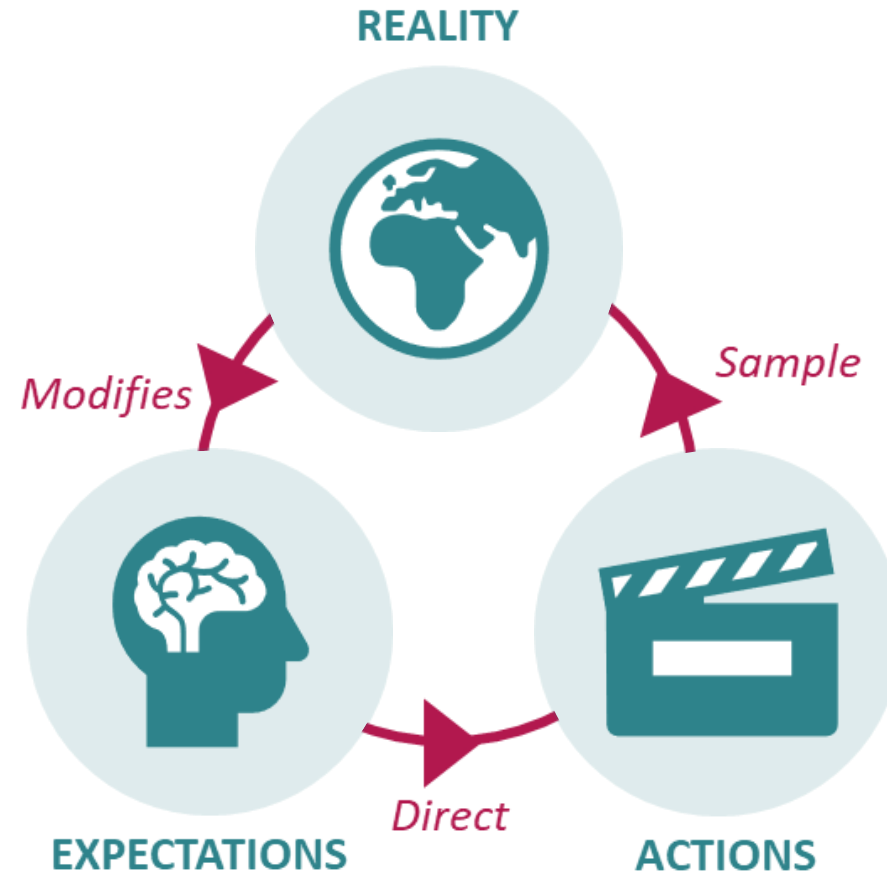 REALITY
Modifies
Sample
Direct
EXPECTATIONS
ACTIONS